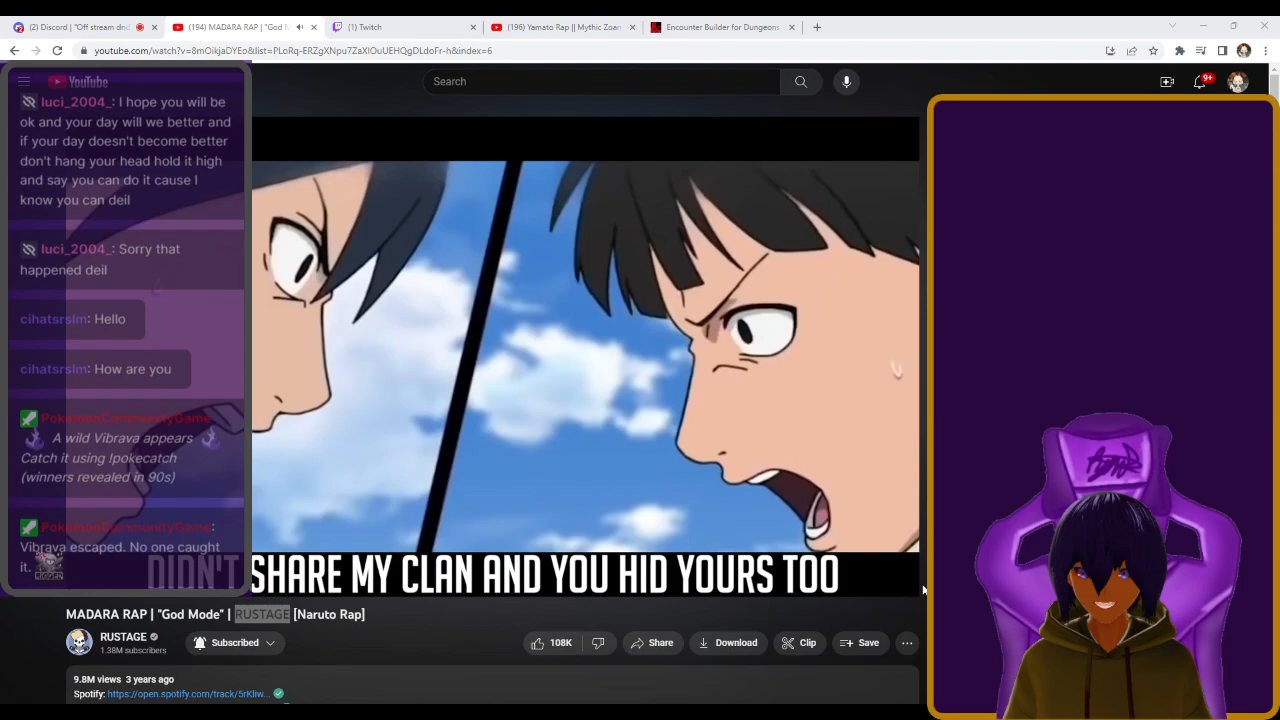 (2) Discord | "Off stream dnd
(194) MADARA RAP | "God M
(1) Twitch
(196) Yamato Rap || Mythic Zoan
Encounter Builder for Dungeons
youtube.com/watch?v=8mOikjaDYEo&list=PLoRq-ERZgXNpu7ZaXlOuUEHQgDLdoFr-h&index=6
YouTube
Search
9+
luci_2004_: I hope you will be
ok and your day will we better and
if your day doesn't become better
don't hang your head hold it high
and say you can do it cause I
know you can deil
luci_2004_: Sorry that
happened deil
cihatsrslm: Hello
cihatsrslm: How are you
PokemonCommunityGame
A wild Vibrava appears
Catch it using !pokecatch
(winners revealed in 90s)
PokemonCommunityGame:
Vibrava escaped. No one caught
it.
DIDN'T SHARE MY CLAN AND YOU HID YOURS TOO
MADARA RAP | "God Mode" | RUSTAGE [Naruto Rap]
RUSTAGE
1.38M subscribers
Subscribed
108K
Share
Download
Clip
Save
9.8M views 3 years ago
Spotify: https://open.spotify.com/track/5rKliw...